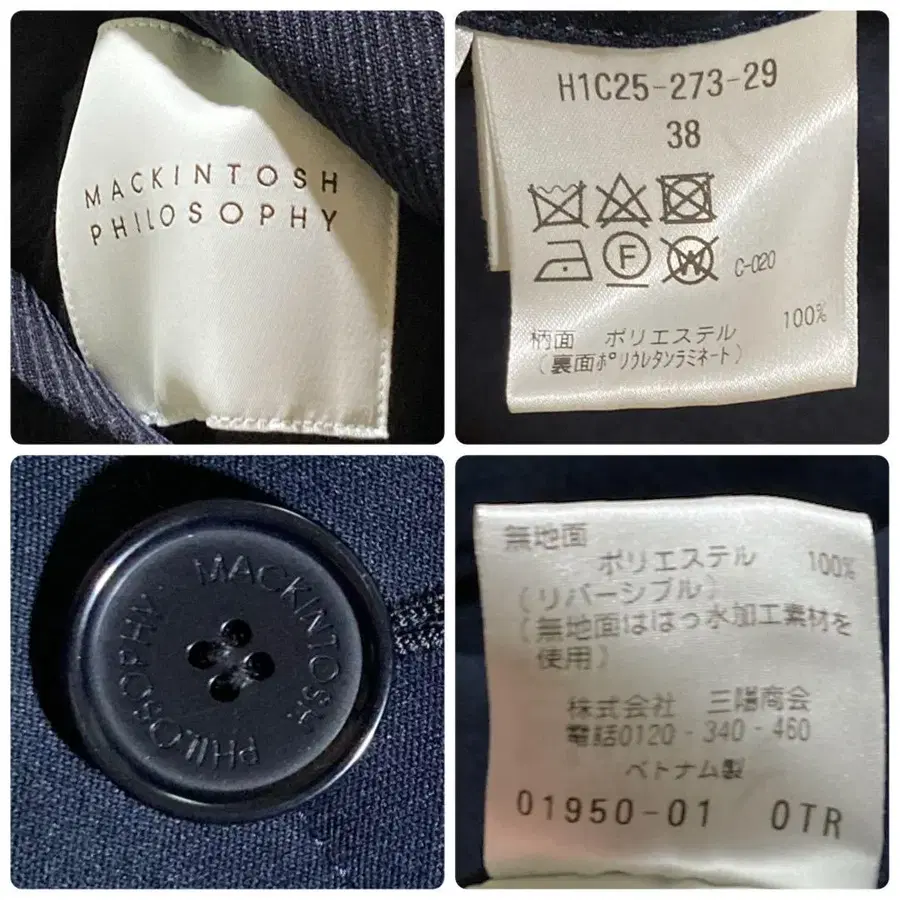 MACKINTOSH
PHILOSOPHY
H1C25-273-29
38
F
W
C-020
柄面 ポリエステル 100%
(裏面ポリウレタンラミネート)
MACKINTOSH
PHILOSOPHY
無地面
ポリエステル 100%
(リバーシブル)
(無地面ははっ水加工素材を
使用)
株式会社 三陽商会
電話0120-340-460
ベトナム製
01950-01 0TR